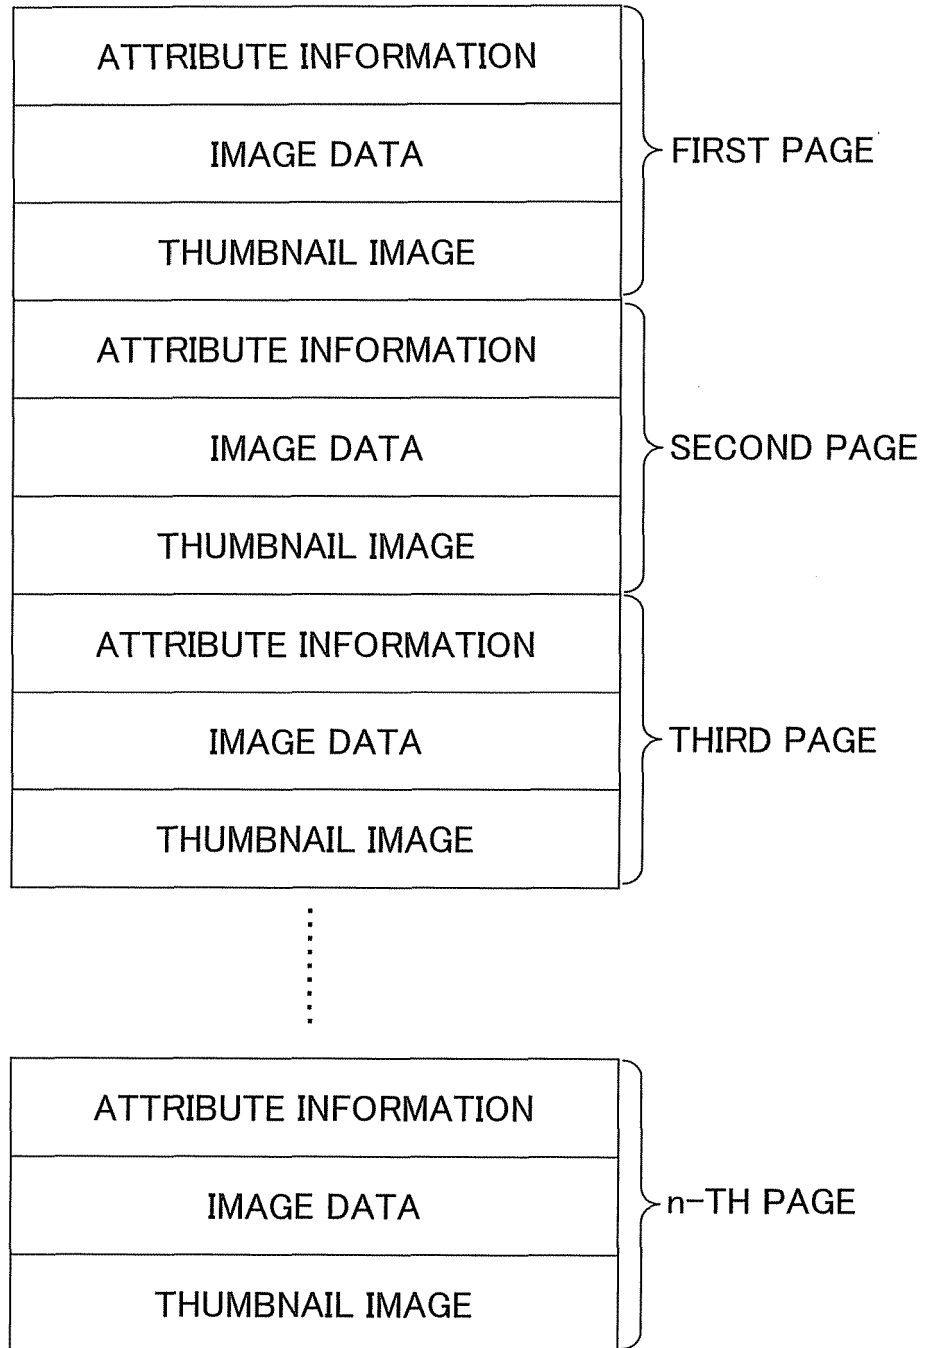 ATTRIBUTE INFORMATION
IMAGE DATA
FIRST PAGE
THUMBNAIL IMAGE
ATTRIBUTE INFORMATION
IMAGE DATA
SECOND PAGE
THUMBNAIL IMAGE
ATTRIBUTE INFORMATION
IMAGE DATA
THIRD PAGE
THUMBNAIL IMAGE
ATTRIBUTE INFORMATION
IMAGE DATA
n-TH PAGE
THUMBNAIL IMAGE